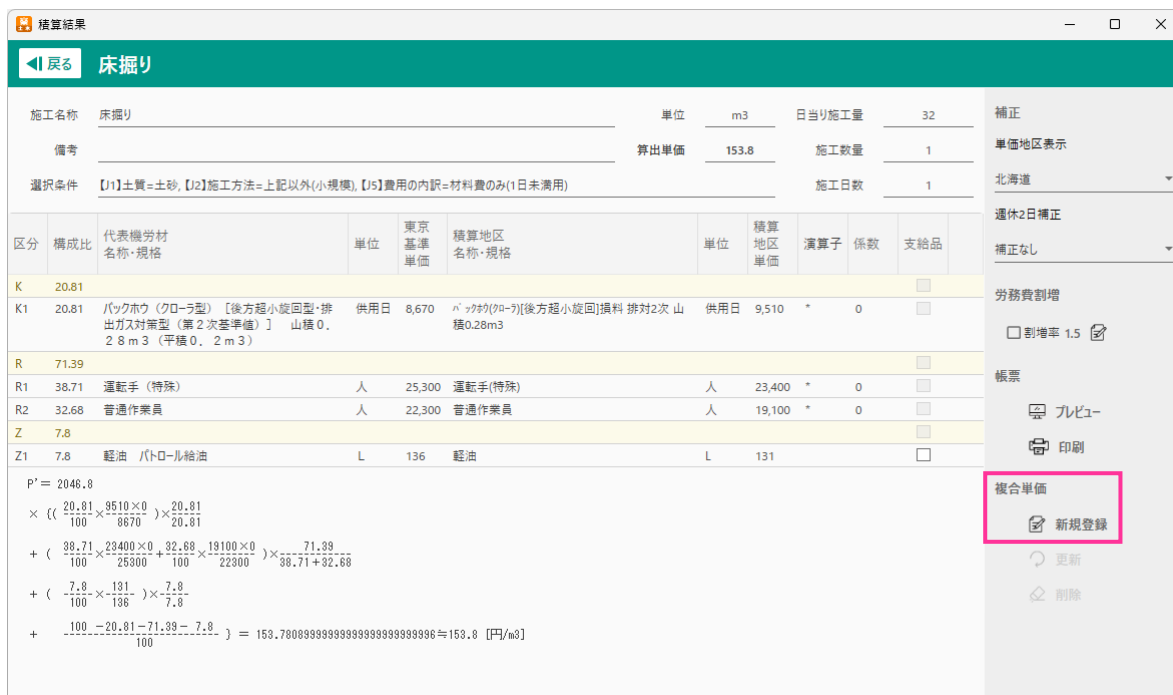 積算結果
戻る 床掘り
施工名称 床掘り 単位 m3 日当り施工量 32
備考 算出単価 153.8 施工数量 1
選択条件 【J1】土質=土砂,【J2】施工方法=上記以外(小規模),【J5】費用の内訳=材料費のみ(1日未満用) 施工日数 1
区分 構成比 代表機労材 名称・規格 単位 東京 基準 単価 積算地区 名称・規格 単位 積算 地区 単価 演算子 係数 支給品
K 20.81
K1 20.81 バックホウ(クローラ型) [後方超小旋回型・排 供用日 8,670 バックホウ(クローラ)[後方超小旋回]損料 排対2次 山 供用日 9,510 * 0
出ガス対策型(第2次基準値)] 山積0. 積0.28m3
28m3(平積0.2m3)
R 71.39
R1 38.71 運転手(特殊) 人 25,300 運転手(特殊) 人 23,400 * 0
R2 32.68 普通作業員 人 22,300 普通作業員 人 19,100 * 0
Z 7.8
Z1 7.8 軽油 パトロール給油 L 136 軽油 L 131
P'= 2046.8
× {( 20.81/100 × 9510×0/8670 )× 20.81/20.81
+ ( 38.71/100 × 23400×0/25300 + 32.68/100 × 19100×0/22300 )× 71.39/38.71+32.68
+ ( 7.8/100 × 131/136 )× 7.8/7.8
+ 100 -20.81-71.39- 7.8/100 } = 153.78089999999999999999999996≒153.8 [円/m3]
補正
単価地区表示
北海道
週休2日補正
補正なし
労務費割増
割増率 1.5
帳票
プレビュー
印刷
複合単価
新規登録
更新
削除